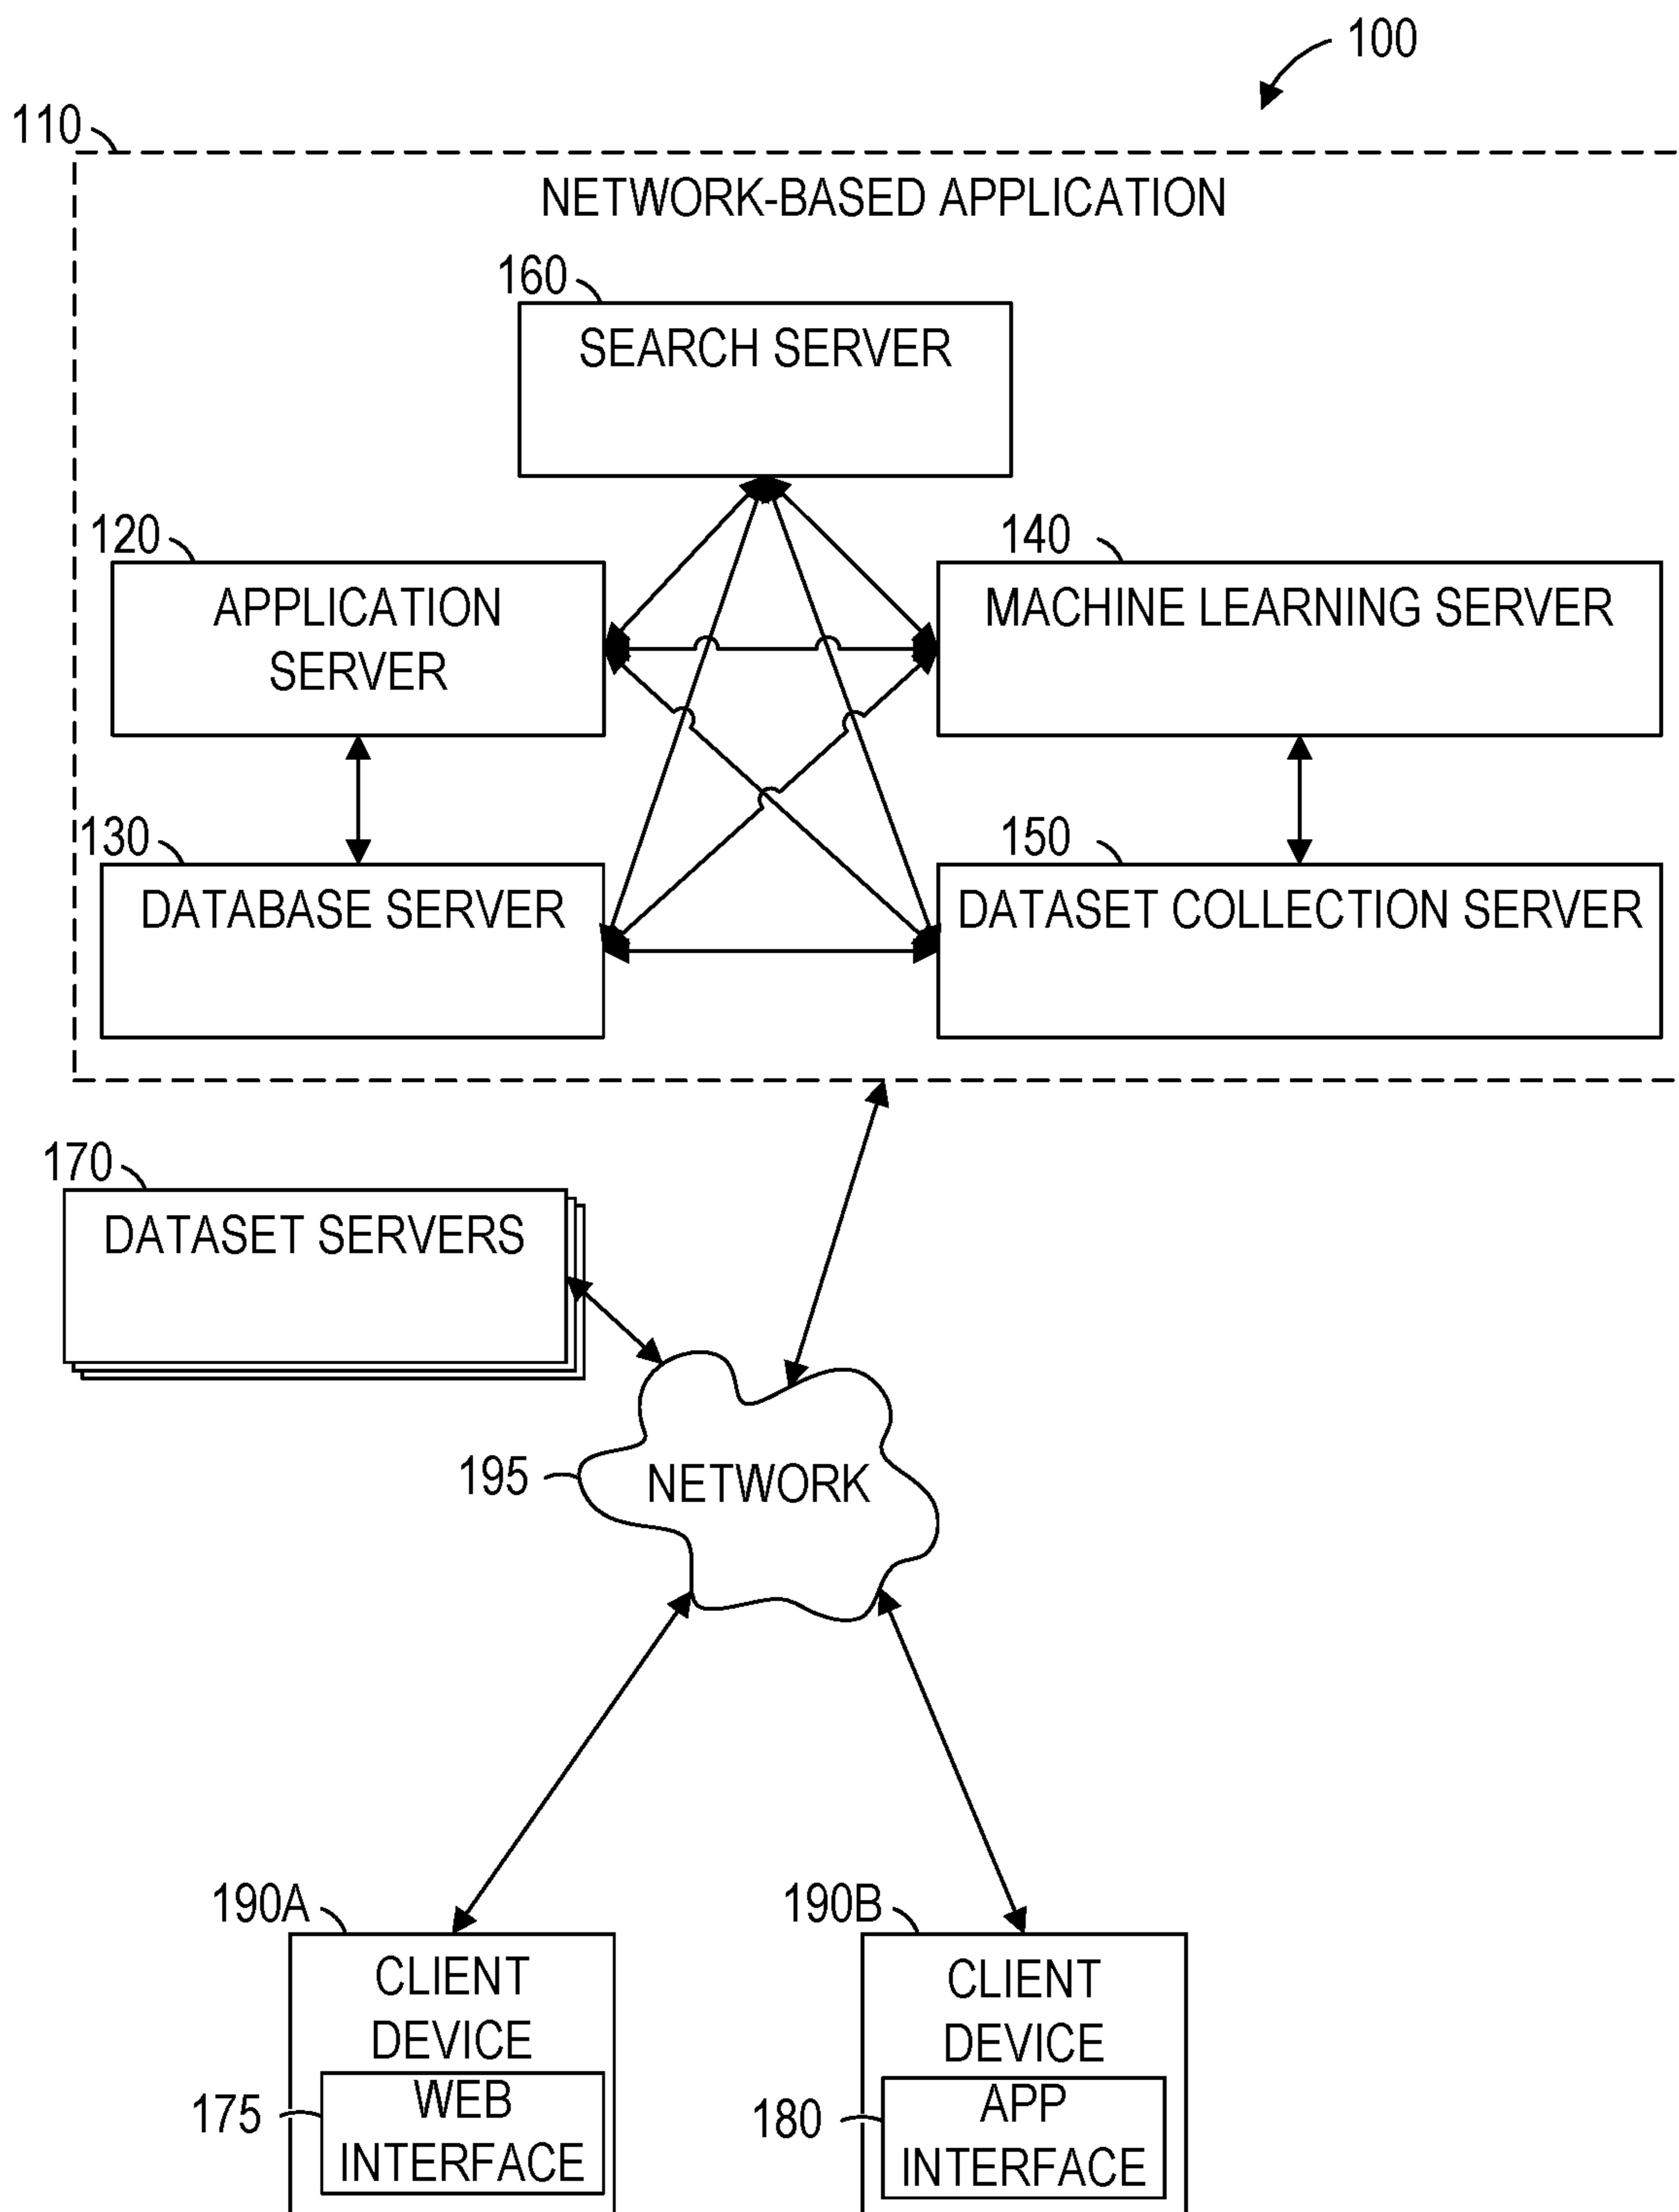 100
110
NETWORK-BASED APPLICATION
160
SEARCH SERVER
120
APPLICATION
SERVER
140
MACHINE LEARNING SERVER
130
DATABASE SERVER
150
DATASET COLLECTION SERVER
170
DATASET SERVERS
195
NETWORK
190A
CLIENT
DEVICE
175
WEB
INTERFACE
190B
CLIENT
DEVICE
180
APP
INTERFACE